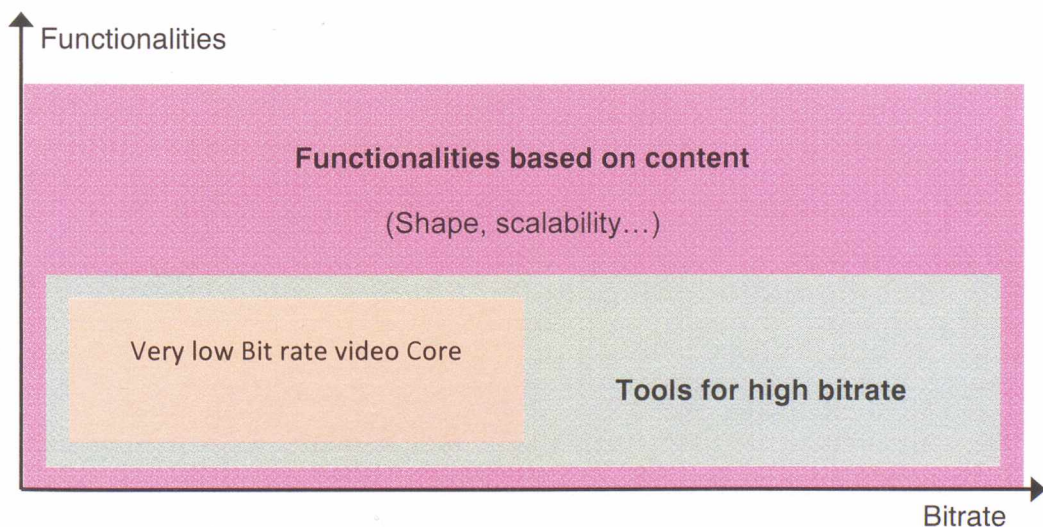 Functionalities
Functionalities based on content
(Shape, scalability…)
Very low Bit rate video Core
Tools for high bitrate
Bitrate